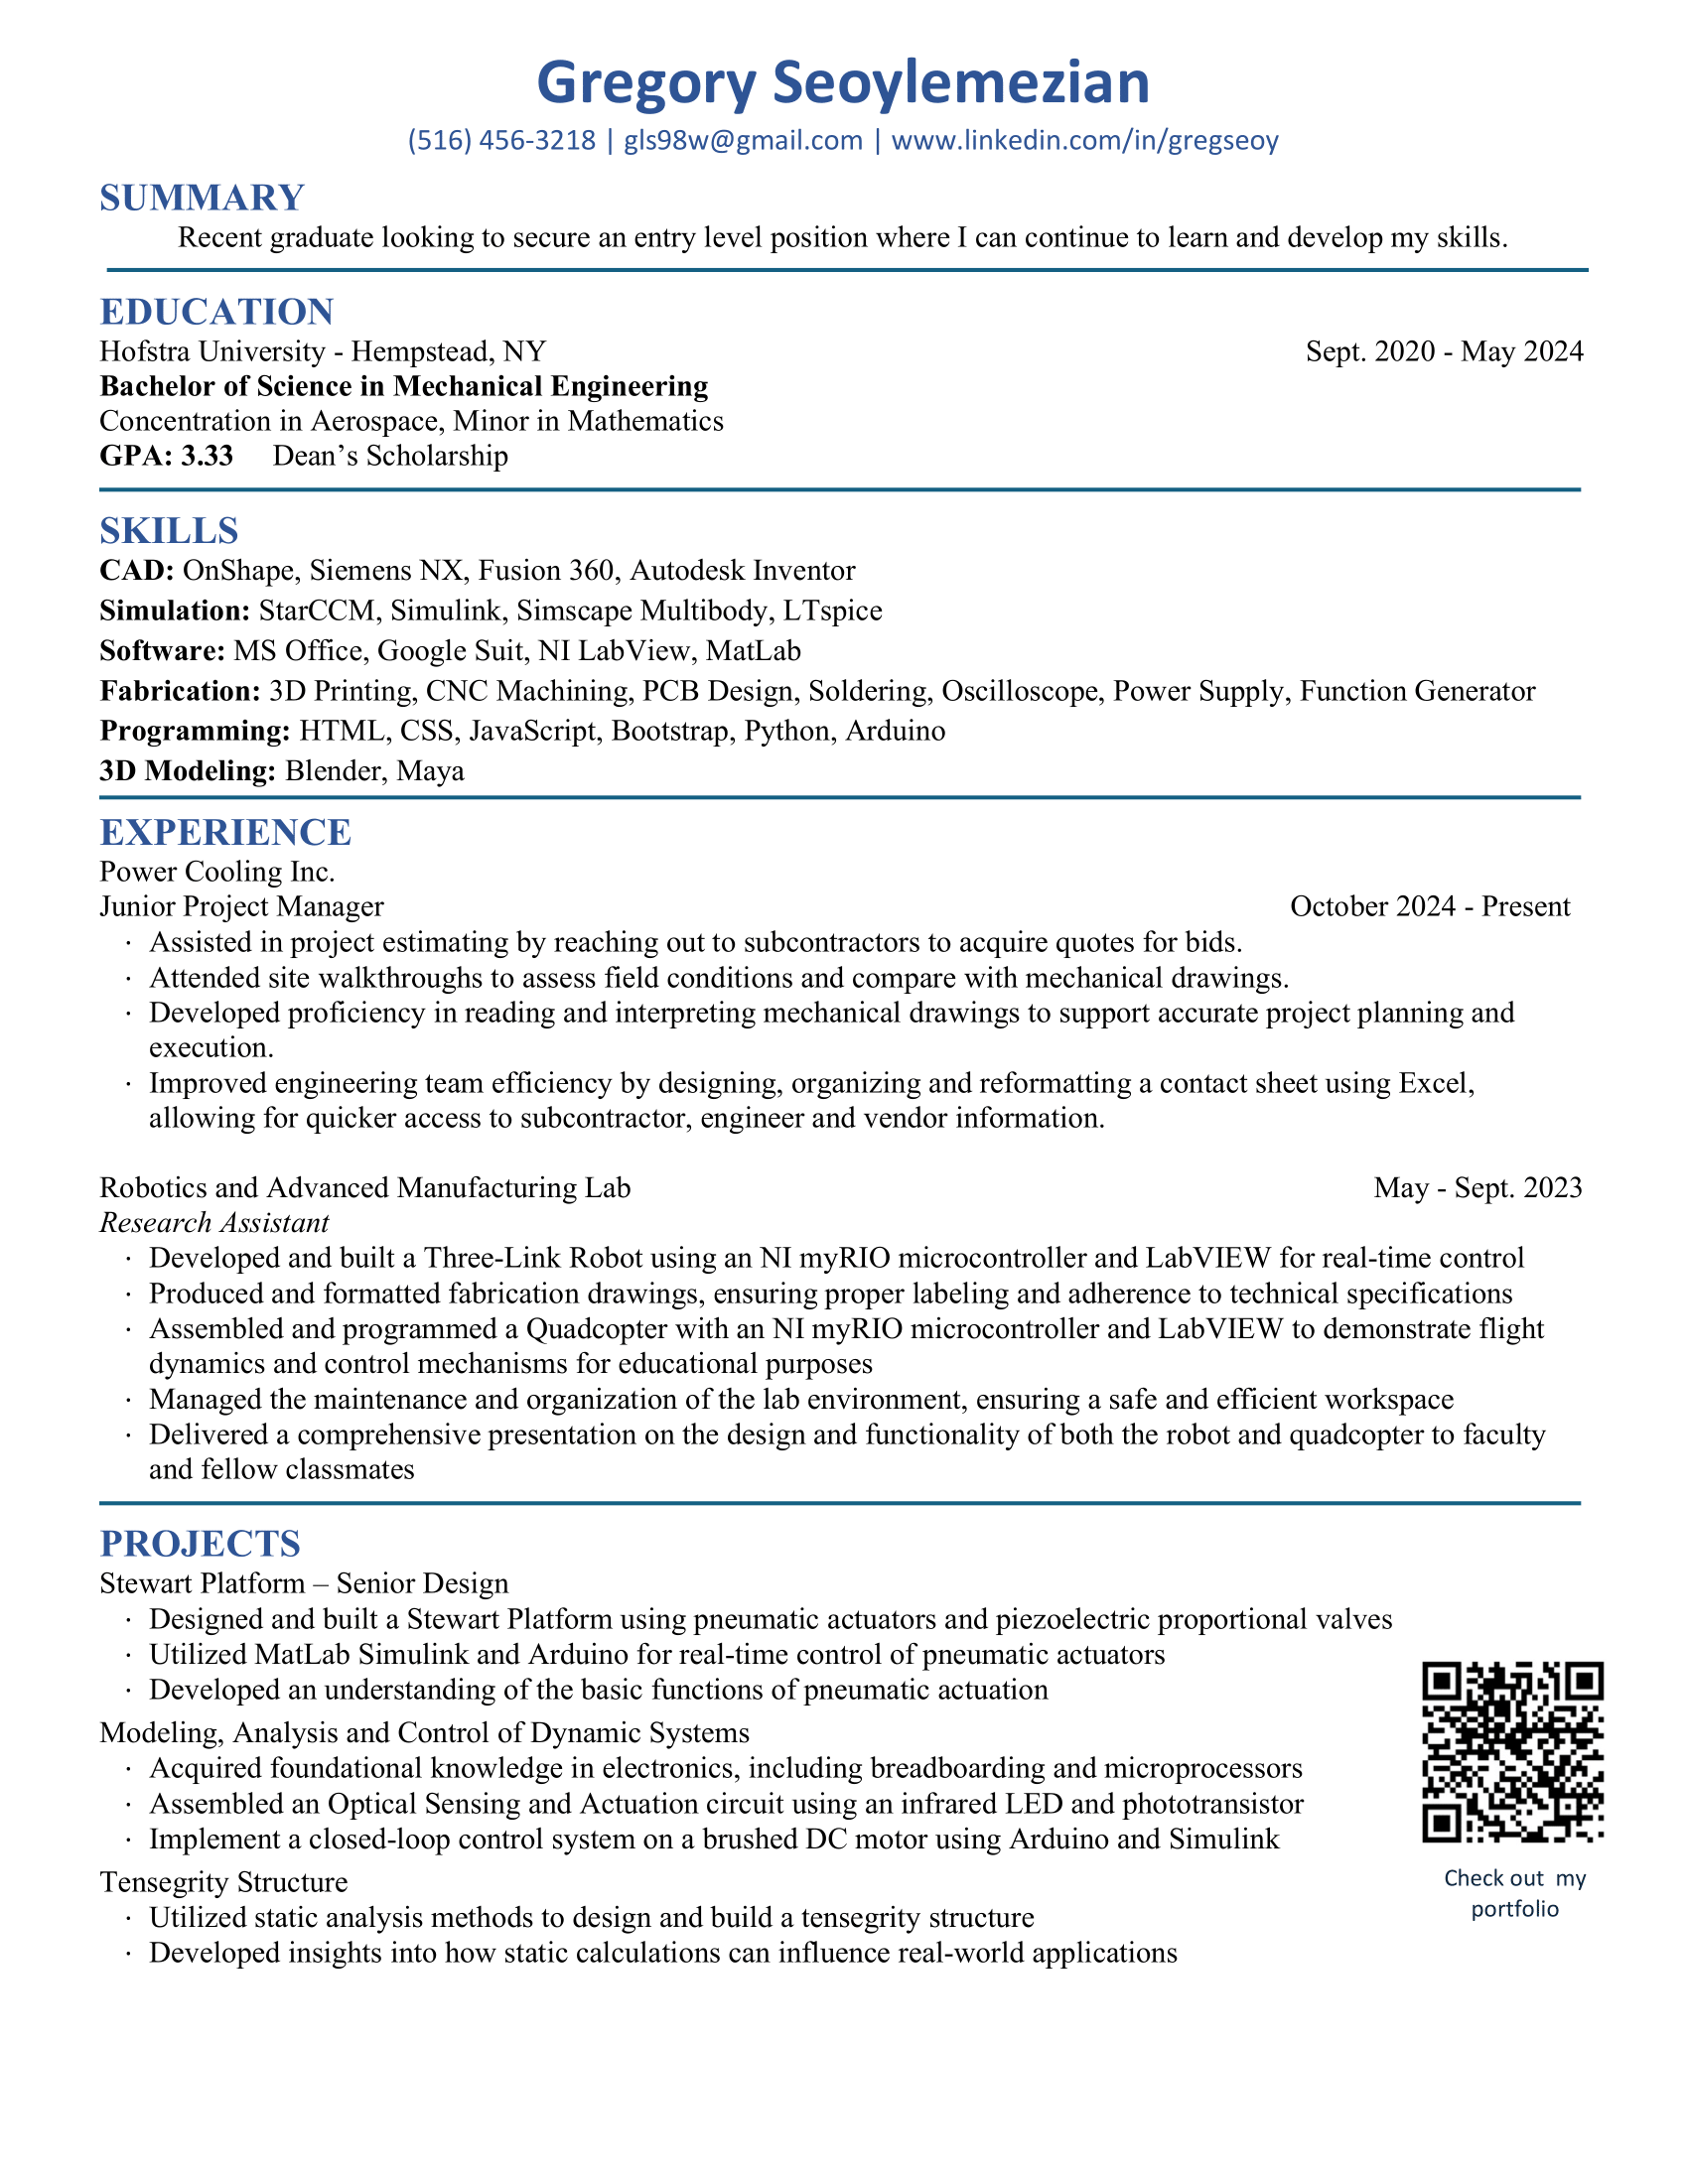 Gregory Seoylemezian
(516) 456-3218 | gls98w@gmail.com | www.linkedin.com/in/gregseoy
SUMMARY
Recent graduate looking to secure an entry level position where I can continue to learn and develop my skills.
EDUCATION
Hofstra University - Hempstead, NY Sept. 2020 - May 2024
Bachelor of Science in Mechanical Engineering
Concentration in Aerospace, Minor in Mathematics
GPA: 3.33 Dean’s Scholarship
SKILLS
CAD: OnShape, Siemens NX, Fusion 360, Autodesk Inventor
Simulation: StarCCM, Simulink, Simscape Multibody, LTspice
Software: MS Office, Google Suit, NI LabView, MatLab
Fabrication: 3D Printing, CNC Machining, PCB Design, Soldering, Oscilloscope, Power Supply, Function Generator
Programming: HTML, CSS, JavaScript, Bootstrap, Python, Arduino
3D Modeling: Blender, Maya
EXPERIENCE
Power Cooling Inc.
Junior Project Manager October 2024 - Present
· Assisted in project estimating by reaching out to subcontractors to acquire quotes for bids.
· Attended site walkthroughs to assess field conditions and compare with mechanical drawings.
· Developed proficiency in reading and interpreting mechanical drawings to support accurate project planning and
execution.
· Improved engineering team efficiency by designing, organizing and reformatting a contact sheet using Excel,
allowing for quicker access to subcontractor, engineer and vendor information.
Robotics and Advanced Manufacturing Lab May - Sept. 2023
Research Assistant
· Developed and built a Three-Link Robot using an NI myRIO microcontroller and LabVIEW for real-time control
· Produced and formatted fabrication drawings, ensuring proper labeling and adherence to technical specifications
· Assembled and programmed a Quadcopter with an NI myRIO microcontroller and LabVIEW to demonstrate flight
dynamics and control mechanisms for educational purposes
· Managed the maintenance and organization of the lab environment, ensuring a safe and efficient workspace
· Delivered a comprehensive presentation on the design and functionality of both the robot and quadcopter to faculty
and fellow classmates
PROJECTS
Stewart Platform – Senior Design
· Designed and built a Stewart Platform using pneumatic actuators and piezoelectric proportional valves
· Utilized MatLab Simulink and Arduino for real-time control of pneumatic actuators
· Developed an understanding of the basic functions of pneumatic actuation
Modeling, Analysis and Control of Dynamic Systems
· Acquired foundational knowledge in electronics, including breadboarding and microprocessors
· Assembled an Optical Sensing and Actuation circuit using an infrared LED and phototransistor
· Implement a closed-loop control system on a brushed DC motor using Arduino and Simulink
Tensegrity Structure
· Utilized static analysis methods to design and build a tensegrity structure
· Developed insights into how static calculations can influence real-world applications
Check out my
portfolio